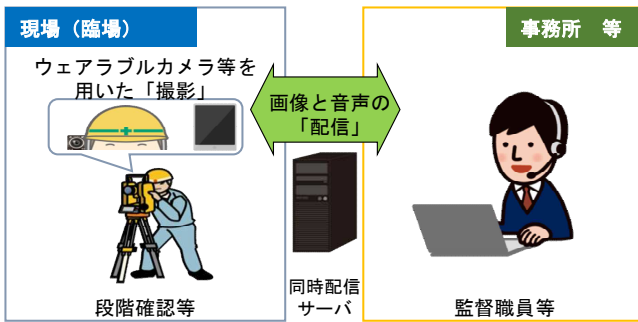 現場（臨場）
事務所　等
ウェアラブルカメラ等を
用いた「撮影」
画像と音声の
「配信」
同時配信
サーバ
段階確認等
監督職員等